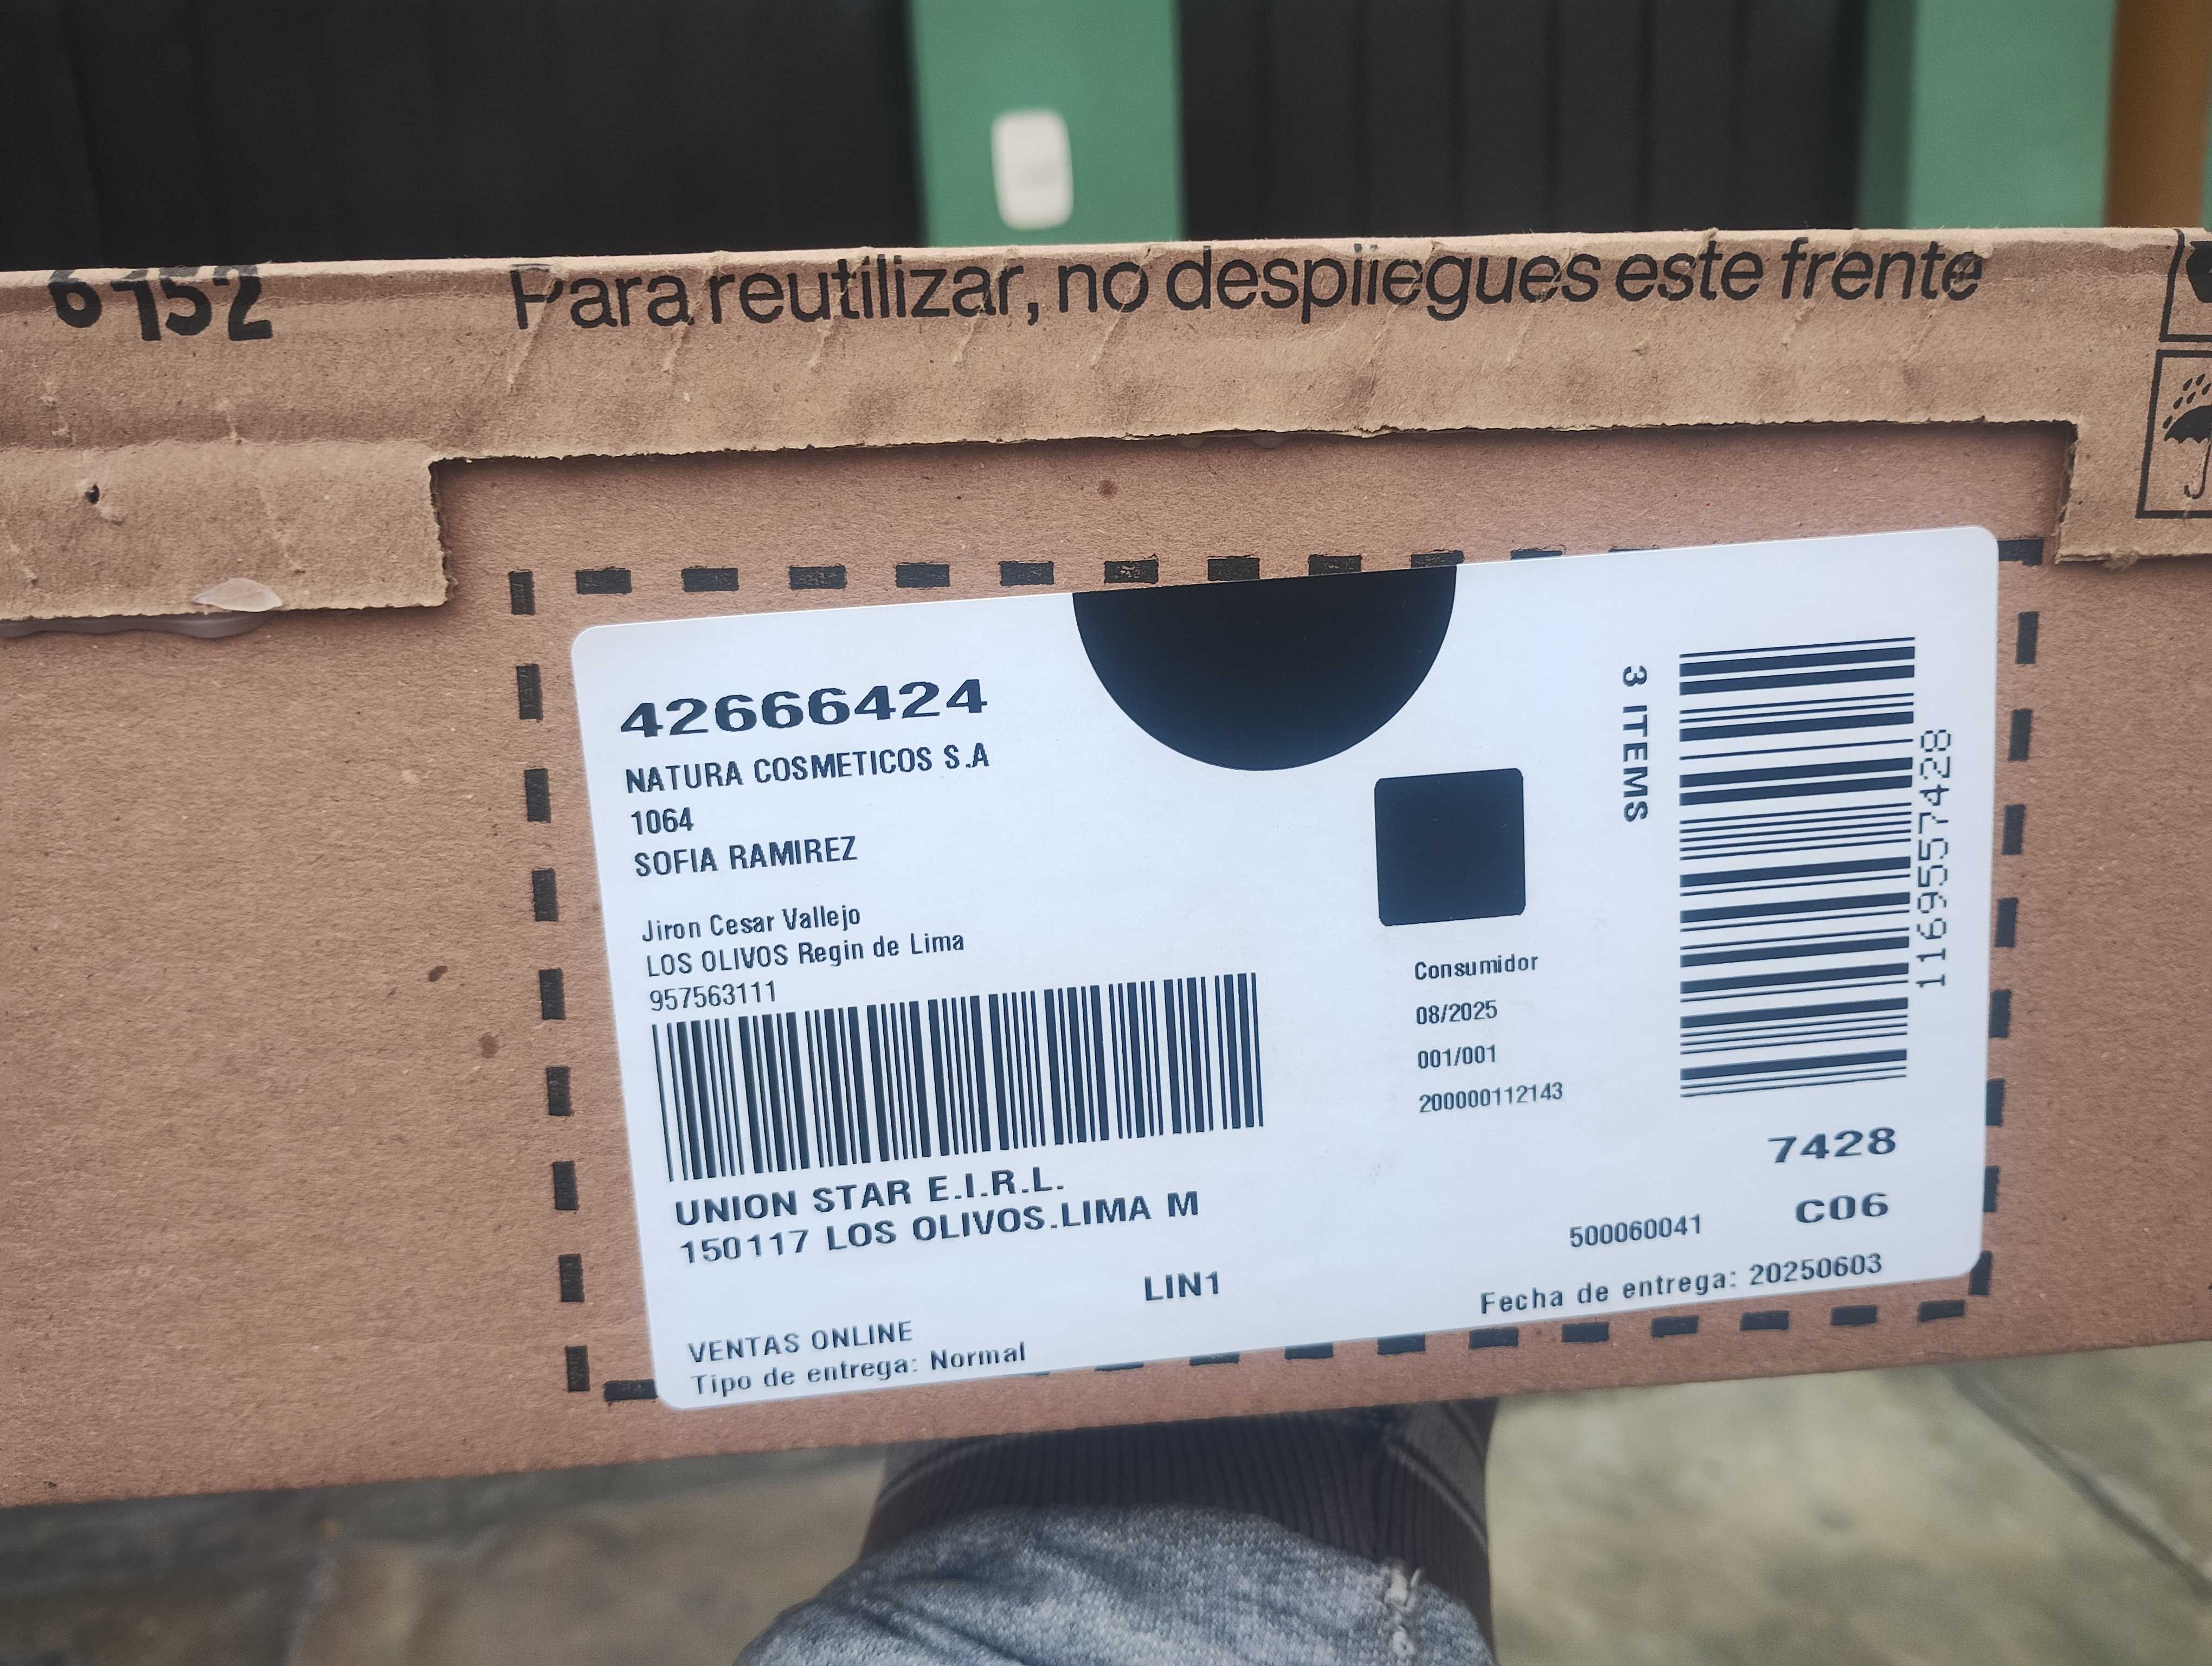 6152
Para reutilizar, no despliegues este frente
42666424
NATURA COSMETICOS S.A
1064
SOFIA RAMIREZ
Jiron Cesar Vallejo
LOS OLIVOS Regin de Lima
957563111
UNION STAR E.I.R.L.
150117 LOS OLIVOS.LIMA M
LIN1
VENTAS ONLINE
Tipo de entrega: Normal
3 ITEMS
1169557428
Consumidor
08/2025
001/001
200000112143
7428
C06
500060041
Fecha de entrega: 20250603